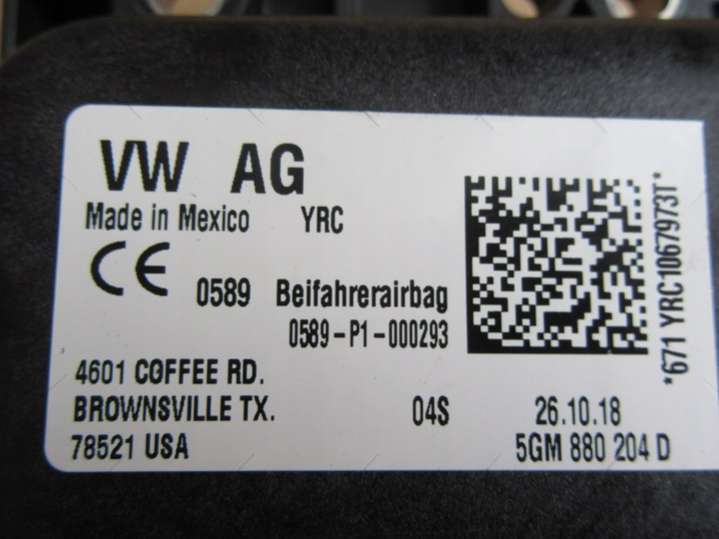 VW AG
Made in Mexico YRC
CE 0589 Beifahrerairbag
0589-P1-000293
4601 COFFEE RD.
BROWNSVILLE TX. 04S 26.10.18
78521 USA 5GM 880 204 D
*671 YRC1067973T*